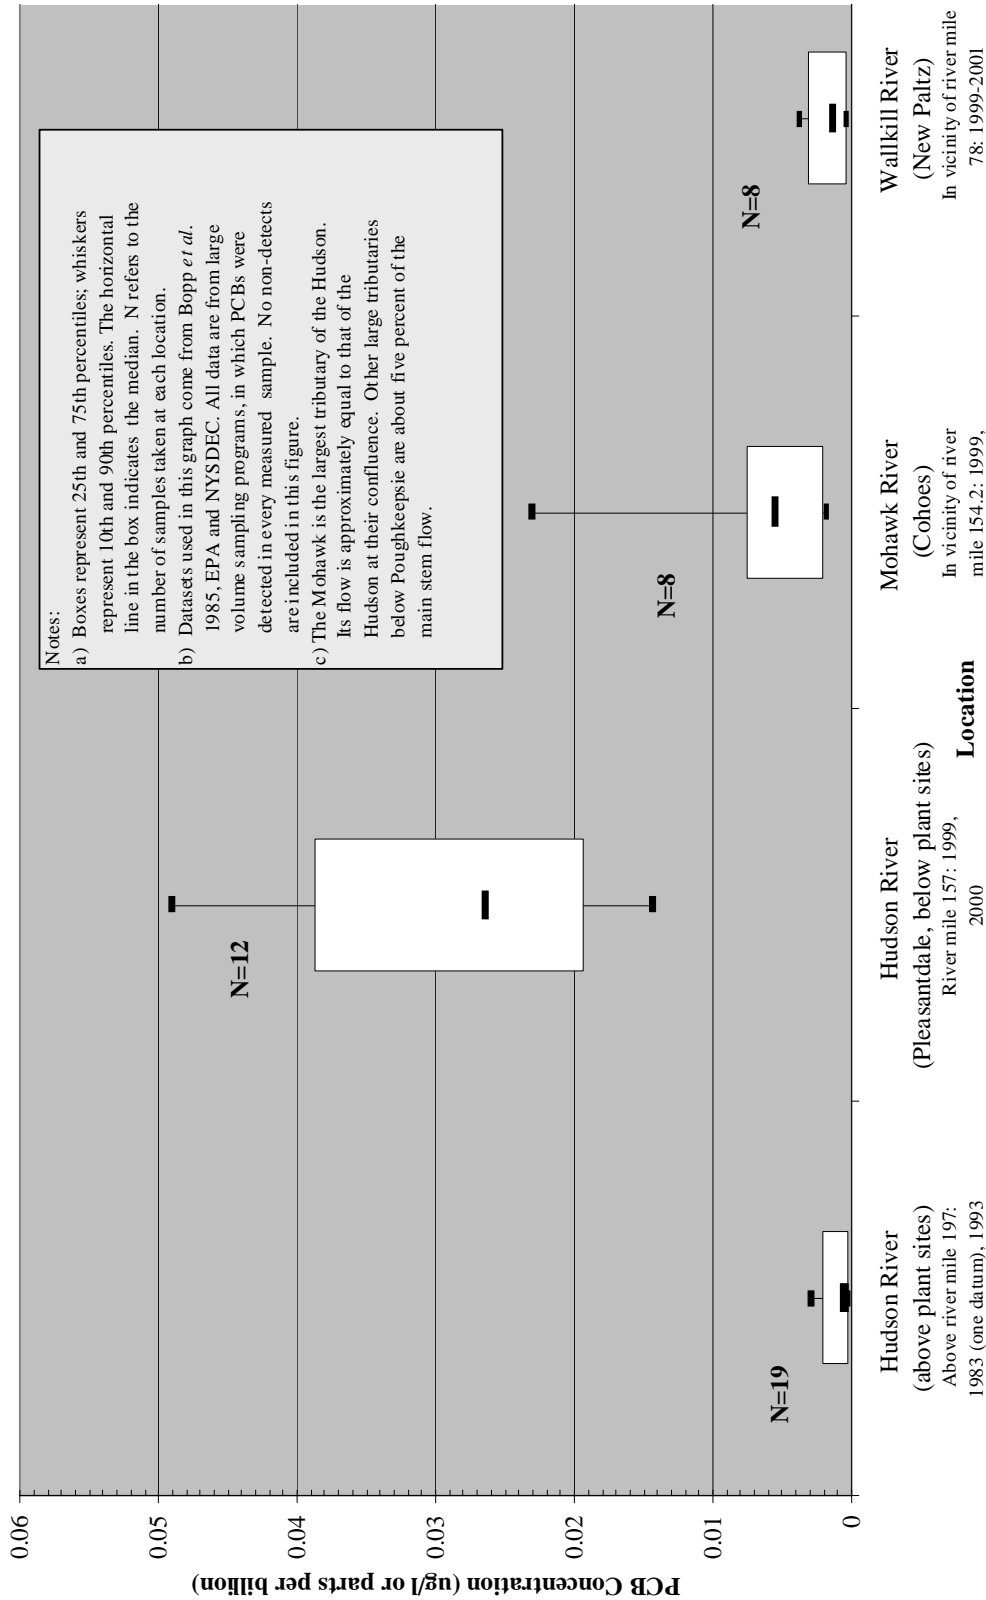 PCB Concentration (ug/l or parts per billion)
0.06
0.05
0.04
0.03
0.02
0.01
0
Notes:
a) Boxes represent 25th and 75th percentiles; whiskers
represent 10th and 90th percentiles. The horizontal
line in the box indicates the median. N refers to the
number of samples taken at each location.
b) Datasets used in this graph come from Bopp et al.
1985, EPA and NYSDEC. All data are from large
volume sampling programs, in which PCBs were
detected in every measured sample. No non-detects
are included in this figure.
c) The Mohawk is the largest tributary of the Hudson.
Its flow is approximately equal to that of the
Hudson at their confluence. Other large tributaries
below Poughkeepsie are about five percent of the
main stem flow.
N=19
N=12
N=8
N=8
Hudson River
(above plant sites)
Above river mile 197:
1983 (one datum), 1993
Hudson River
(Pleasantdale, below plant sites)
River mile 157: 1999,
2000
Mohawk River
(Cohoes)
In vicinity of river
mile 154.2: 1999,
Wallkill River
(New Paltz)
In vicinity of river mile
78: 1999-2001
Location